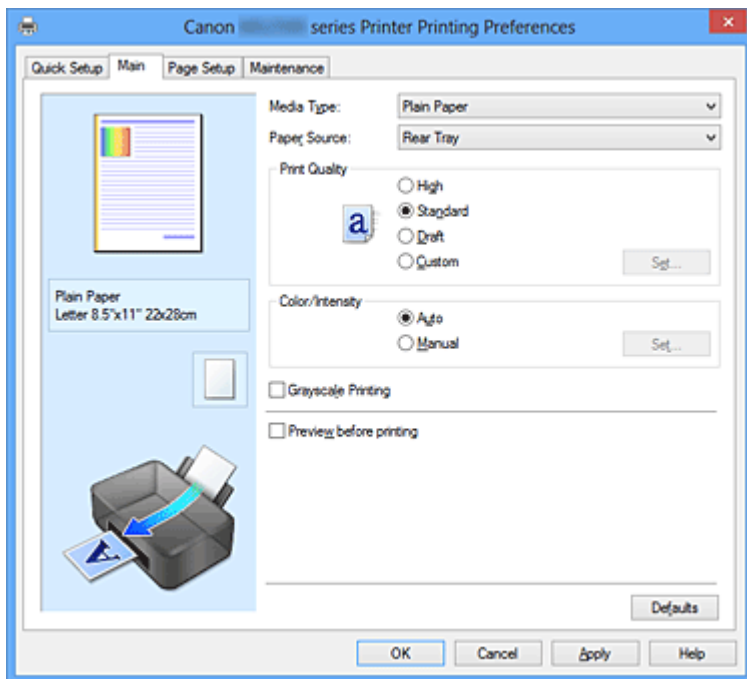 Canon series Printer Printing Preferences
Quick Setup Main Page Setup Maintenance
Media Type: Plain Paper
Paper Source: Rear Tray
Print Quality
High
a Standard
Draft
Custom Set...
Plain Paper
Letter 8.5"x11" 22x28cm
Color/Intensity
Auto
Manual Set...
Grayscale Printing
Preview before printing
A
Defaults
OK Cancel Apply Help